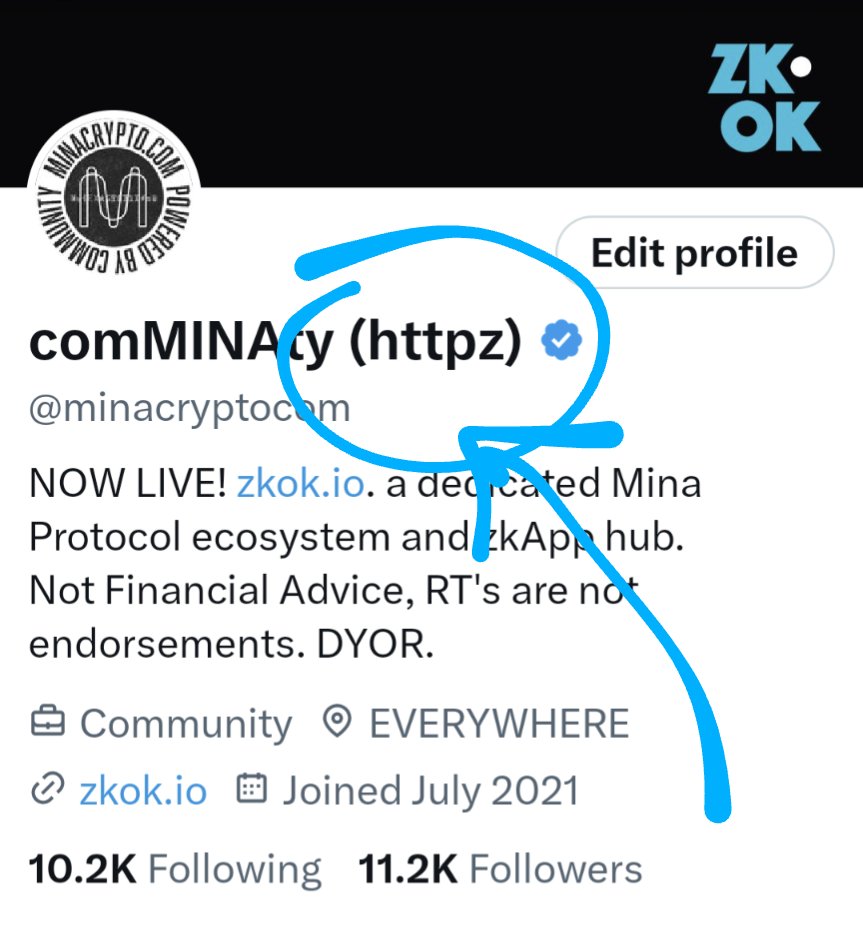 ZK
OK
MINACRYPTO.COM POWERED BY COMMUNITY
Edit profile
comMINAty (httpz)
@minacryptocom
NOW LIVE! zkok.io. a dedicated Mina
Protocol ecosystem and zkApp hub.
Not Financial Advice, RT's are not
endorsements. DYOR.
Community EVERYWHERE
zkok.io Joined July 2021
10.2K Following 11.2K Followers